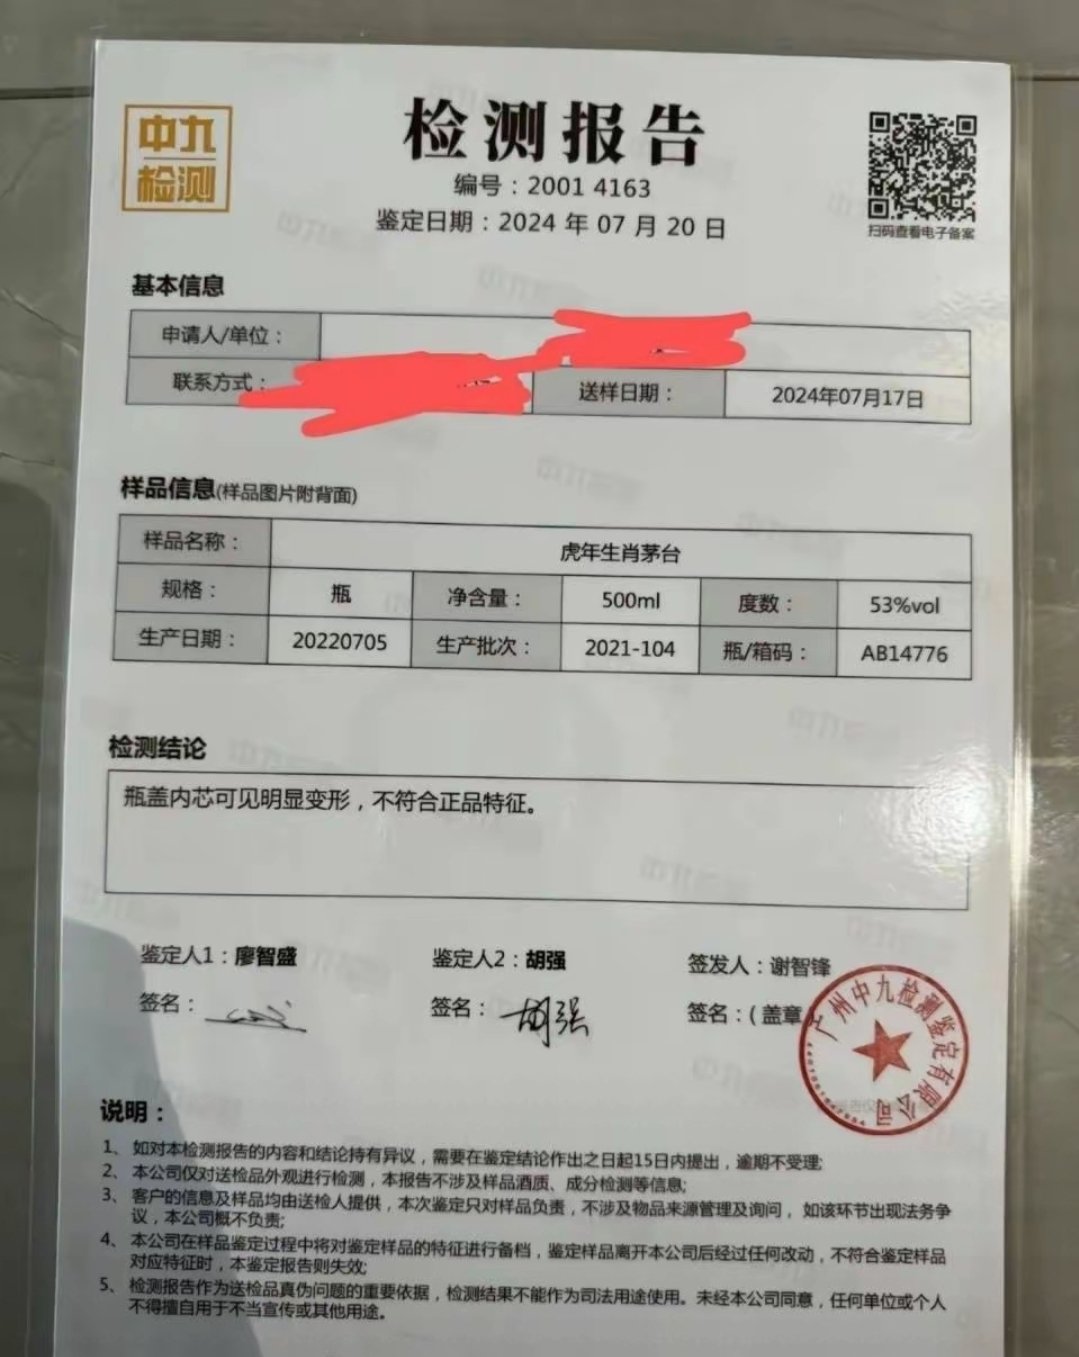 中九
检测
检测报告
编号：2001 4163
鉴定日期：2024 年 07 月 20 日
扫码查看电子备案
基本信息
申请人/单位：
联系方式：
送样日期：
2024年07月17日
样品信息(样品图片附背面)
样品名称：
虎年生肖茅台
规格：
瓶
净含量：
500ml
度数：
53%vol
生产日期：
20220705
生产批次：
2021-104
瓶/箱码：
AB14776
检测结论
瓶盖内芯可见明显变形，不符合正品特征。
鉴定人1：廖智盛
鉴定人2：胡强
签发人：谢智锋
签名：
签名：胡强
签名：(盖章
广州中九检测鉴定有限公司
说明：
1、如对本检测报告的内容和结论持有异议，需要在鉴定结论作出之日起15日内提出，逾期不受理;
2、本公司仅对送检品外观进行检测，本报告不涉及样品酒质、成分检测等信息;
3、客户的信息及样品均由送检人提供，本次鉴定只对样品负责，不涉及物品来源管理及询问，如该环节出现法务争
议，本公司概不负责;
4、本公司在样品鉴定过程中将对鉴定样品的特征进行备档，鉴定样品离开本公司后经过任何改动，不符合鉴定样品
对应特征时，本鉴定报告则失效;
5、检测报告作为送检品真伪问题的重要依据，检测结果不能作为司法用途使用。未经本公司同意，任何单位或个人
不得擅自用于不当宣传或其他用途。